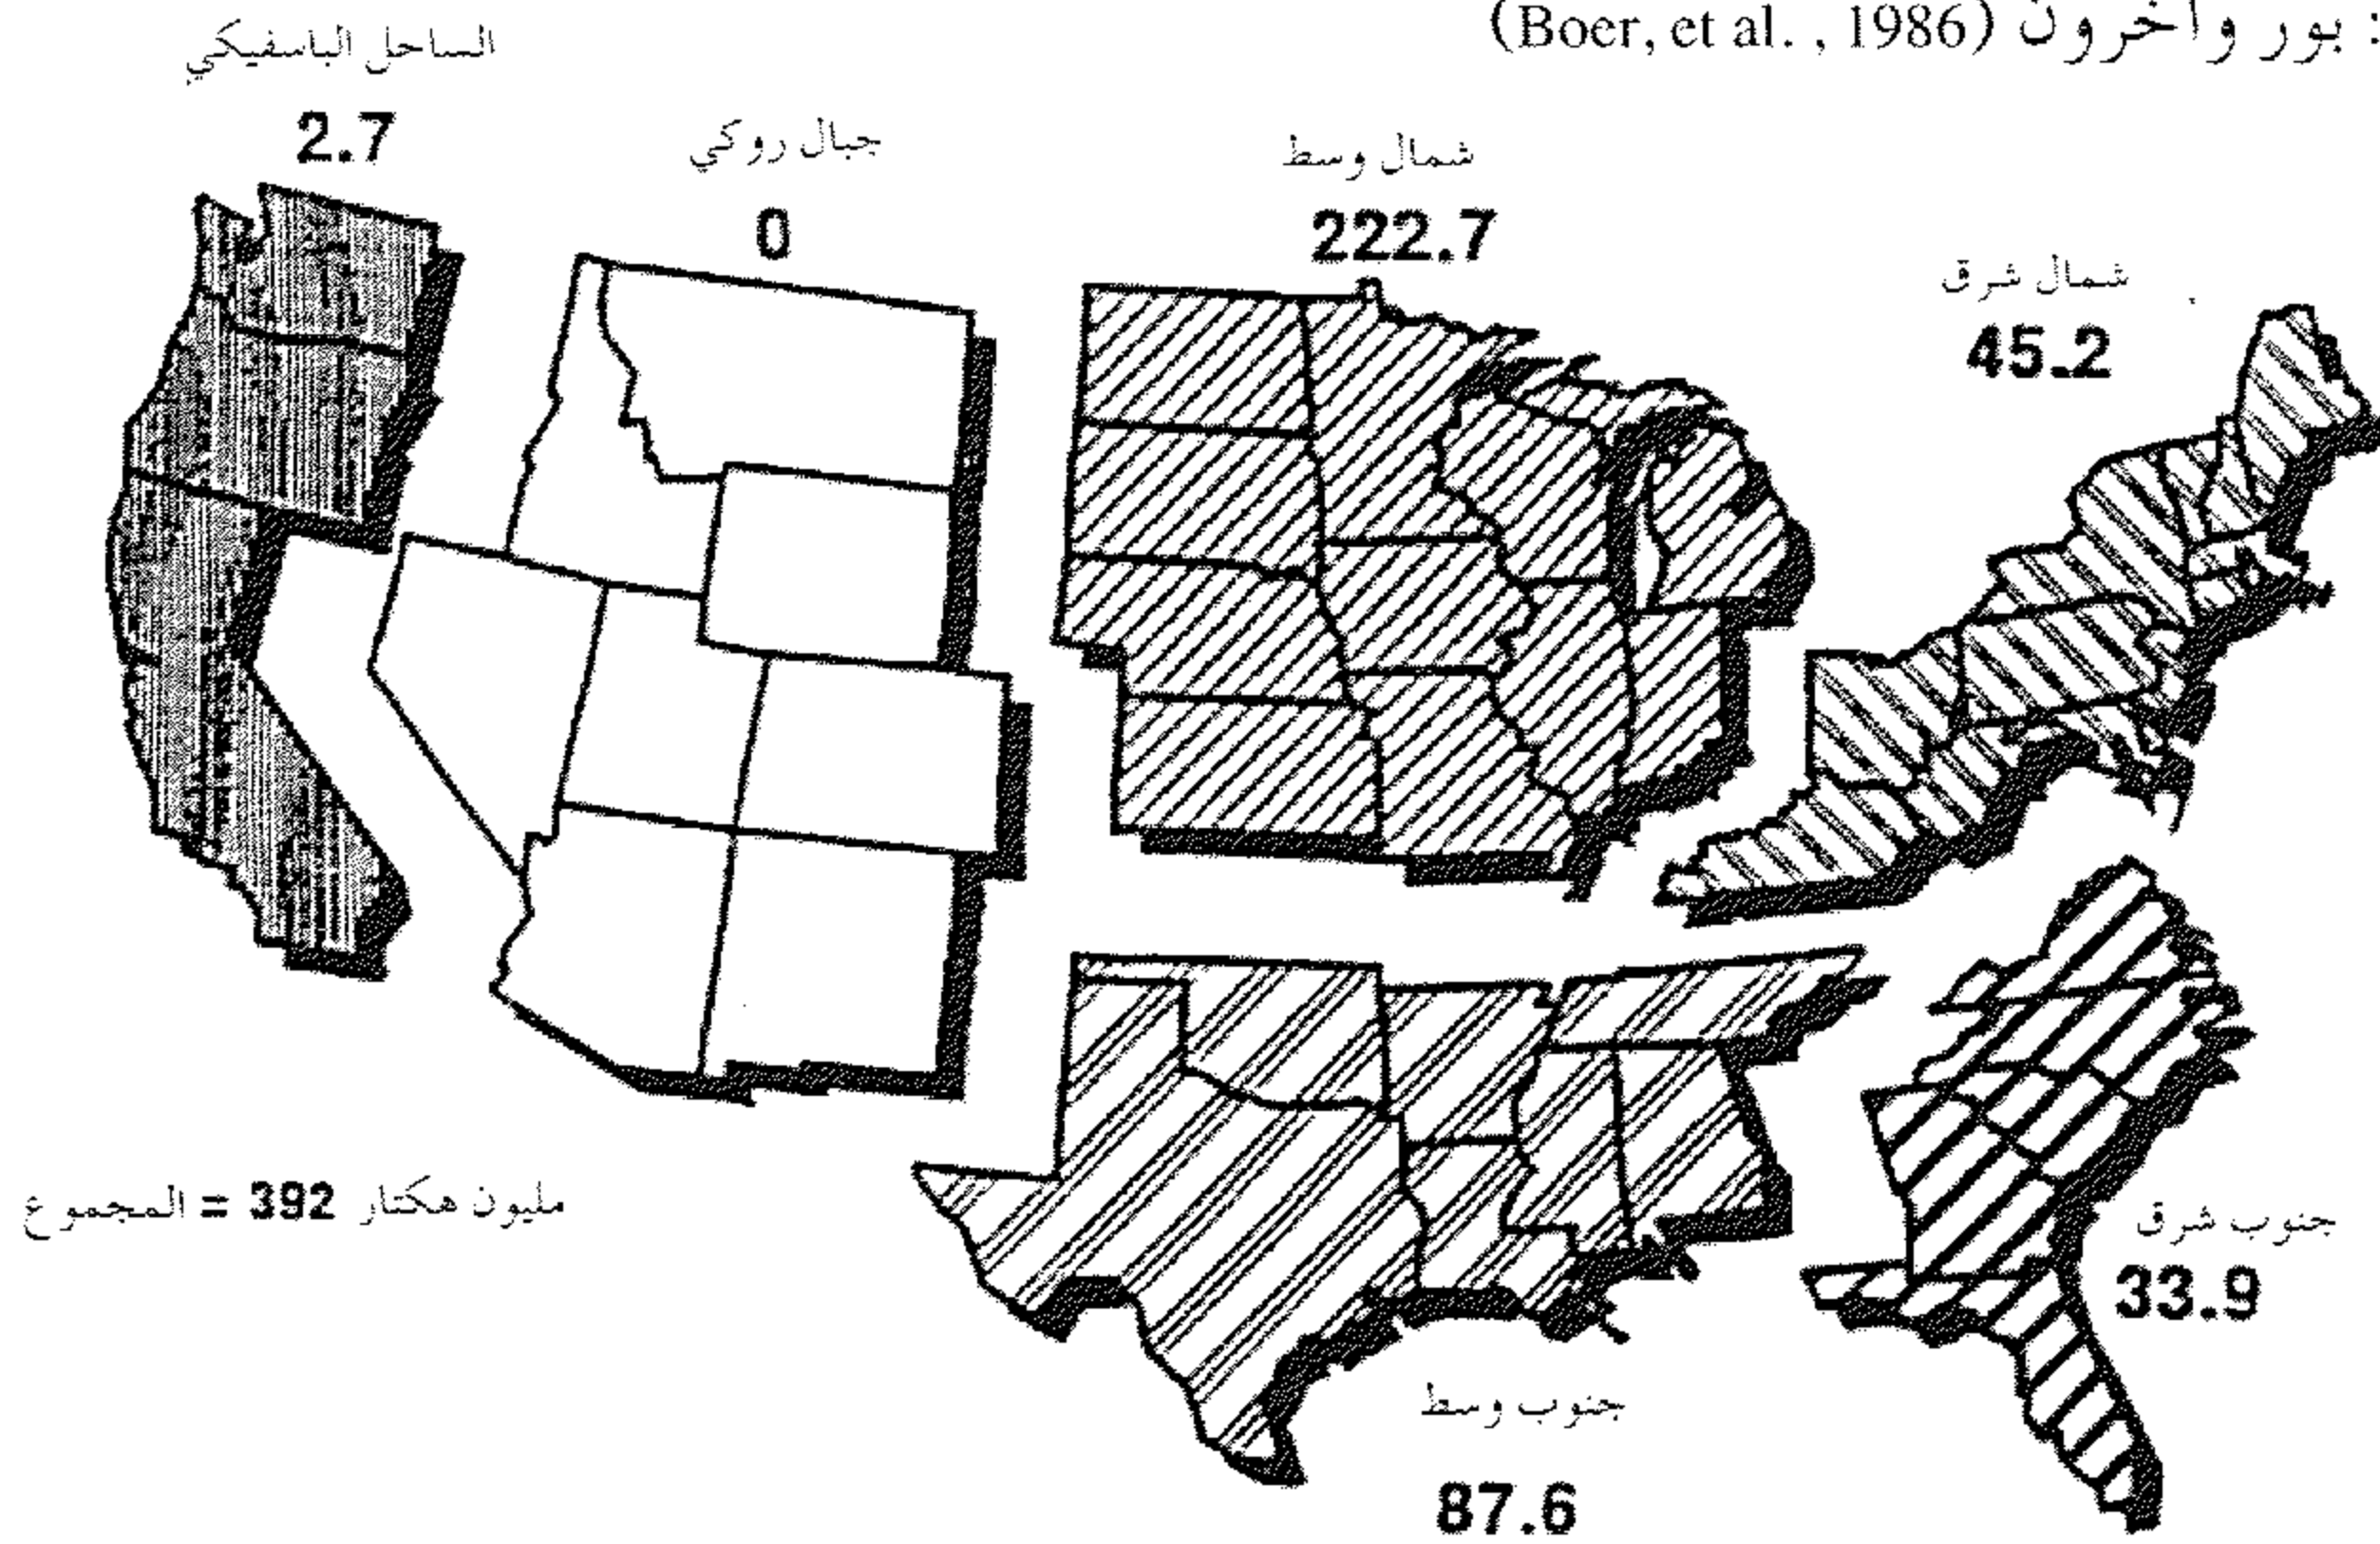 : بور وآخرون (Boer, et al. , 1986)
الساحل الباسفيكي
2.7
جبال روكي
0
شمال وسط
222.7
شمال شرق
45.2
مليون هكتار 392 = المجموع
جنوب شرق
33.9
جنوب وسط
87.6